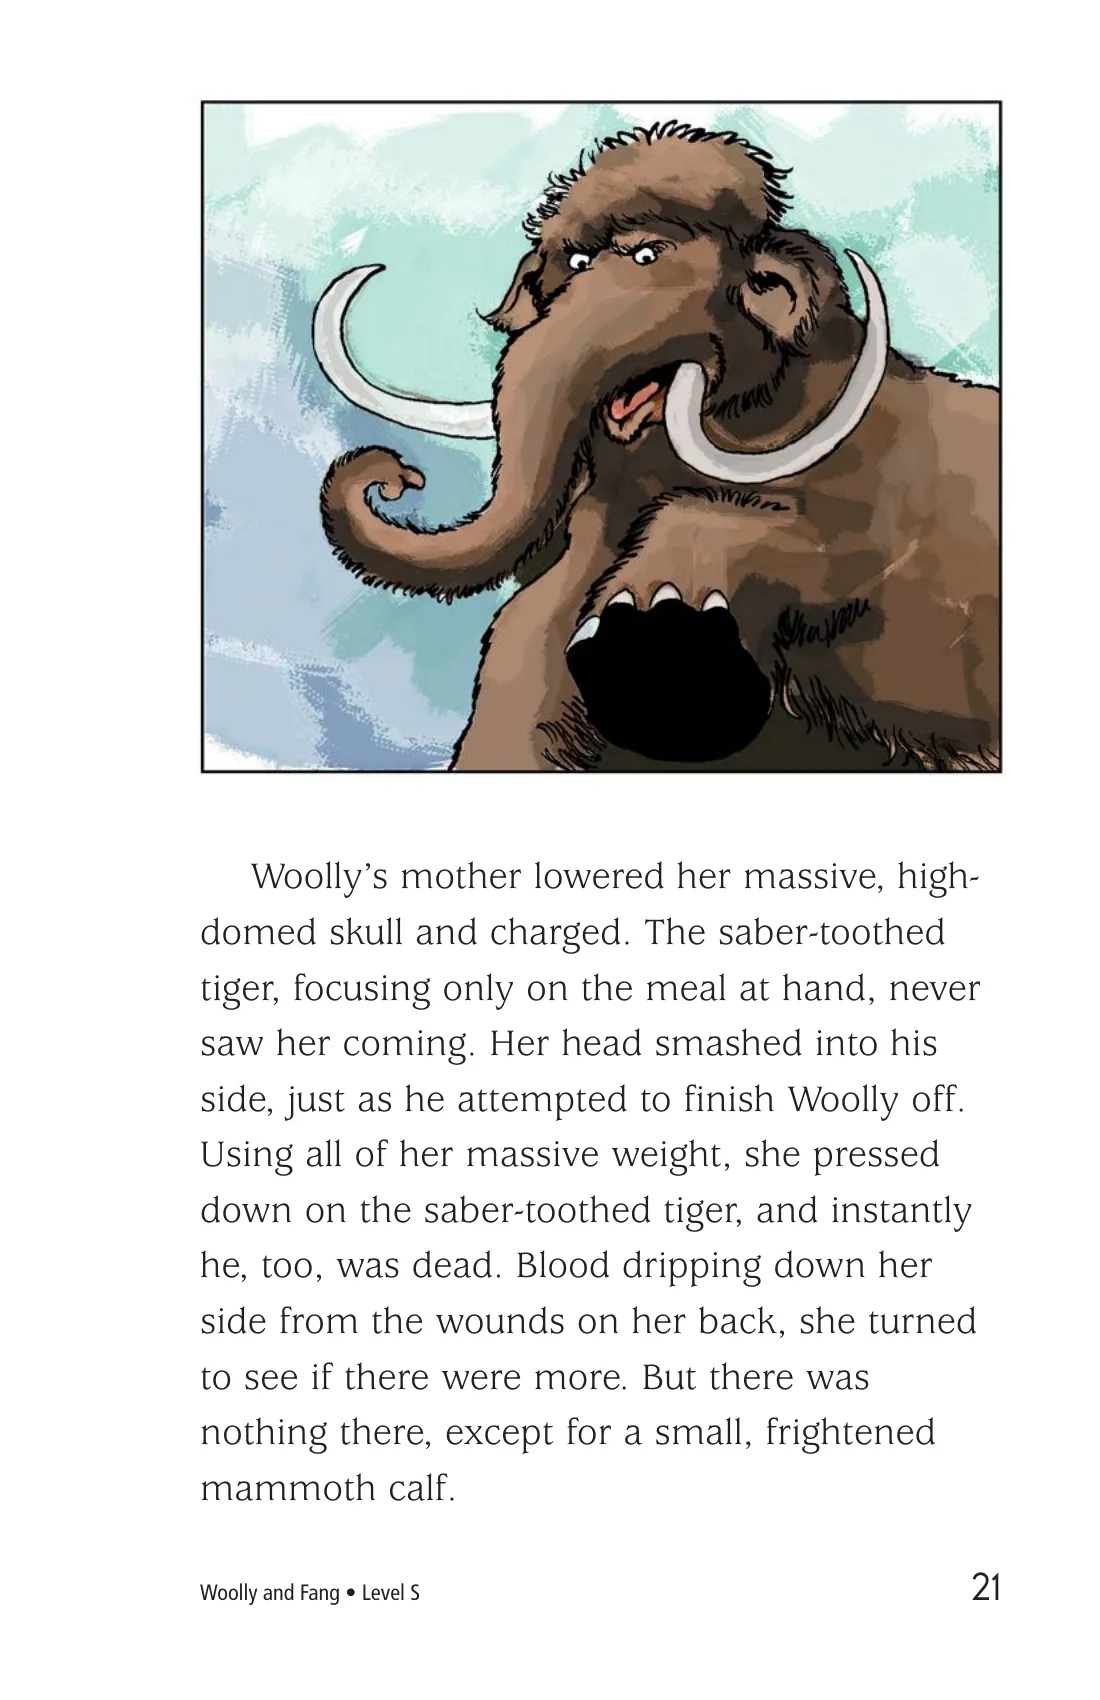 Woolly’s mother lowered her massive, high-
domed skull and charged. The saber-toothed
tiger, focusing only on the meal at hand, never
saw her coming. Her head smashed into his
side, just as he attempted to finish Woolly off.
Using all of her massive weight, she pressed
down on the saber-toothed tiger, and instantly
he, too, was dead. Blood dripping down her
side from the wounds on her back, she turned
to see if there were more. But there was
nothing there, except for a small, frightened
mammoth calf.
Woolly and Fang • Level S
21